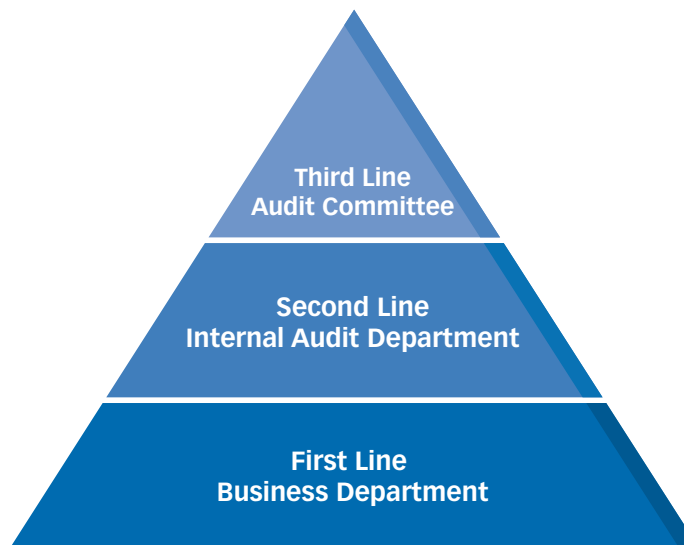 Third Line
Audit Committee
Second Line
Internal Audit Department
First Line
Business Department